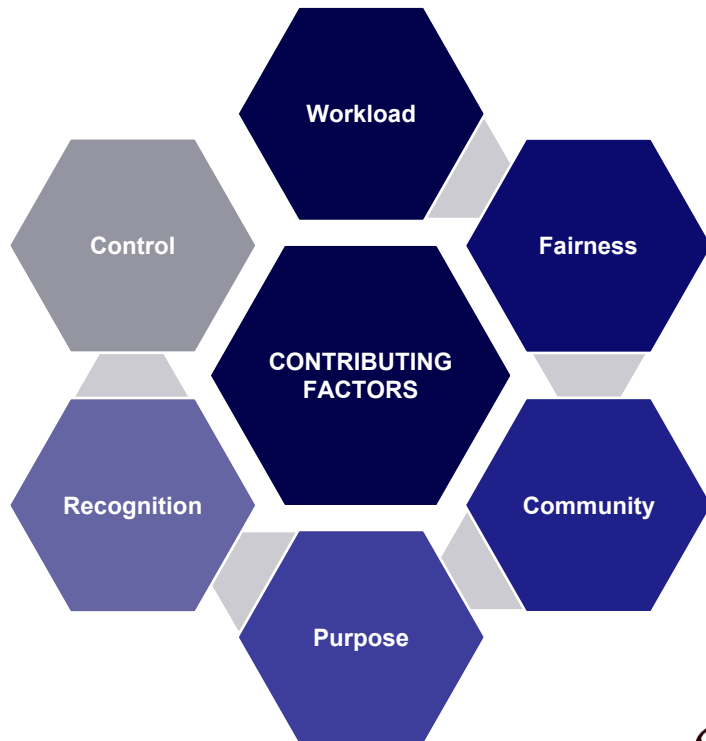 Workload
Control
Fairness
CONTRIBUTING
FACTORS
Recognition
Community
Purpose